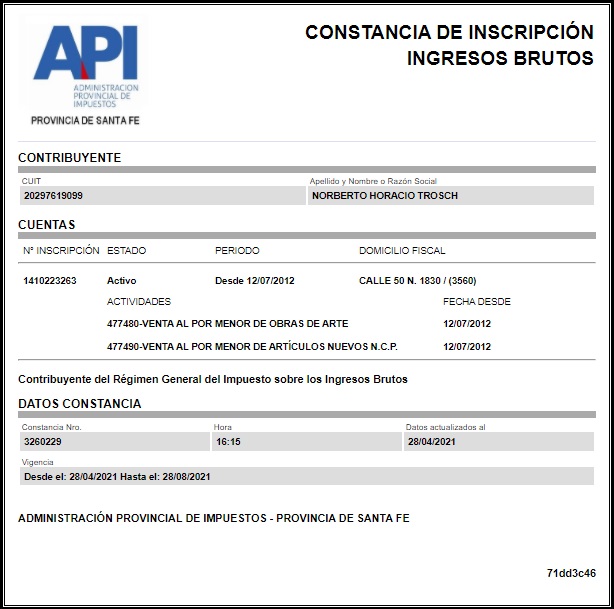 API
ADMINISTRACION
PROVINCIAL DE
IMPUESTOS
PROVINCIA DE SANTA FE
CONSTANCIA DE INSCRIPCIÓN
INGRESOS BRUTOS
CONTRIBUYENTE
CUIT Apellido y Nombre o Razón Social
20297619099 NORBERTO HORACIO TROSCH
CUENTAS
Nº INSCRIPCIÓN ESTADO PERIODO DOMICILIO FISCAL
1410223263 Activo Desde 12/07/2012 CALLE 50 N. 1830 / (3560)
ACTIVIDADES FECHA DESDE
477480-VENTA AL POR MENOR DE OBRAS DE ARTE 12/07/2012
477490-VENTA AL POR MENOR DE ARTÍCULOS NUEVOS N.C.P. 12/07/2012
Contribuyente del Régimen General del Impuesto sobre los Ingresos Brutos
DATOS CONSTANCIA
Constancia Nro. Hora Datos actualizados al
3260229 16:15 28/04/2021
Vigencia
Desde el: 28/04/2021 Hasta el: 28/08/2021
ADMINISTRACIÓN PROVINCIAL DE IMPUESTOS - PROVINCIA DE SANTA FE
71dd3c46